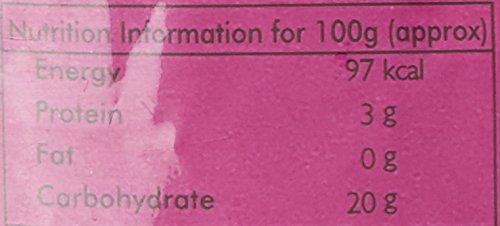 Nutrition Information for 100g (approx)
Energy 97 kcal
Protein 3 g
Fat 0 g
Carbohydrate 20 g